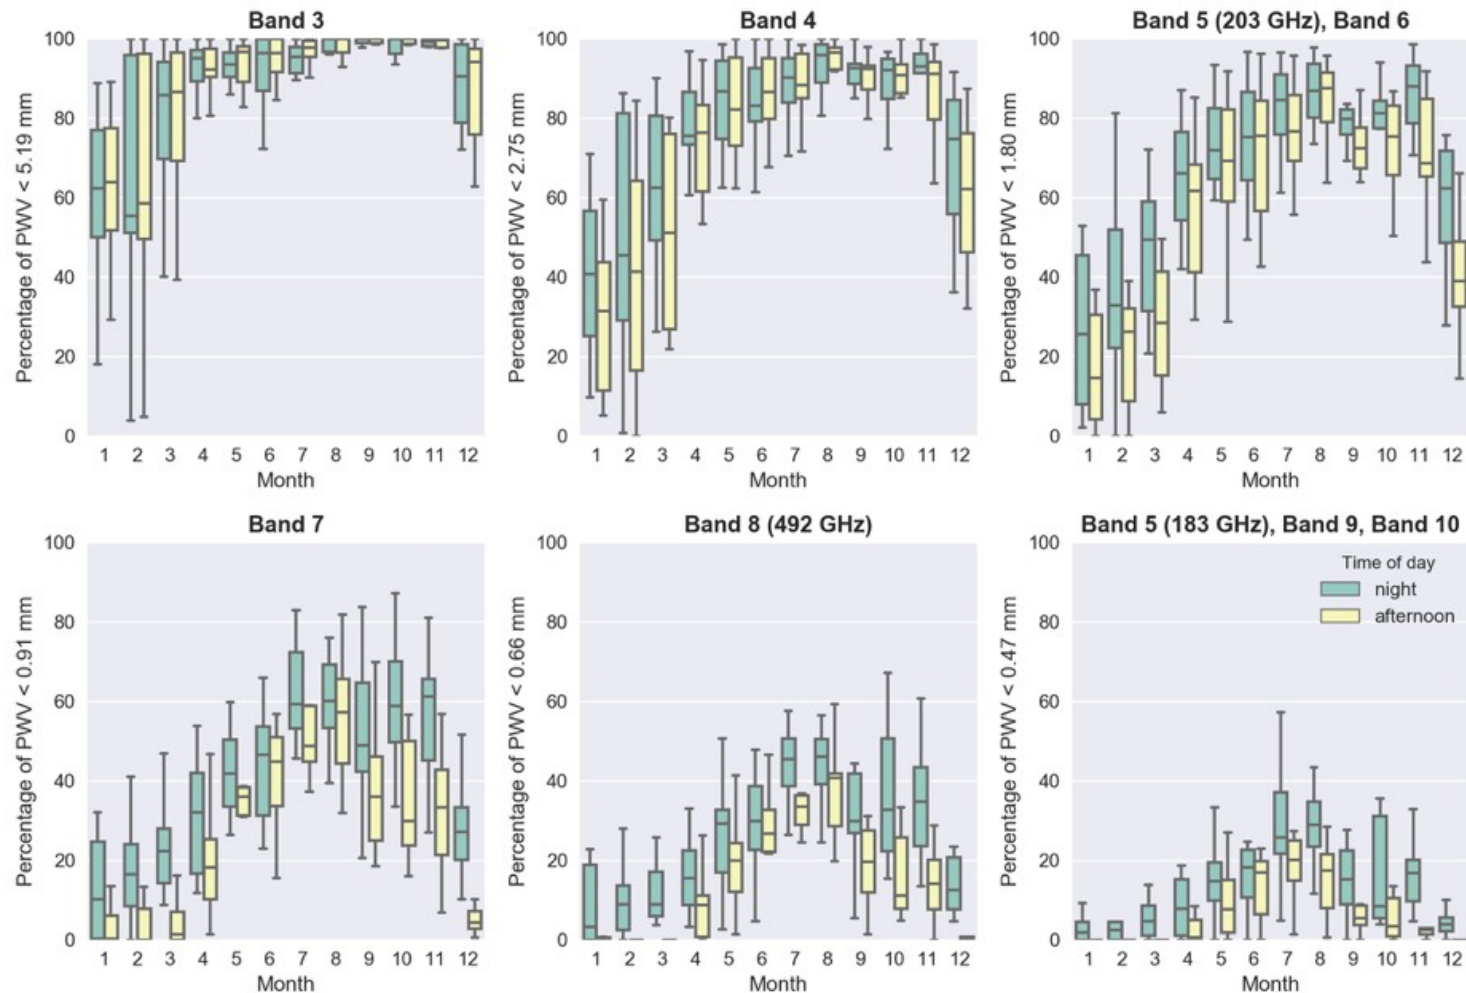 Band 3
Percentage of PWV < 5.19 mm
100
80
60
40
20
0
1 2 3 4 5 6 7 8 9 10 11 12
Month
Band 4
Percentage of PWV < 2.75 mm
100
80
60
40
20
0
1 2 3 4 5 6 7 8 9 10 11 12
Month
Band 5 (203 GHz), Band 6
Percentage of PWV < 1.80 mm
100
80
60
40
20
0
1 2 3 4 5 6 7 8 9 10 11 12
Month
Band 7
Percentage of PWV < 0.91 mm
100
80
60
40
20
0
1 2 3 4 5 6 7 8 9 10 11 12
Month
Band 8 (492 GHz)
Percentage of PWV < 0.66 mm
100
80
60
40
20
0
1 2 3 4 5 6 7 8 9 10 11 12
Month
Band 5 (183 GHz), Band 9, Band 10
Percentage of PWV < 0.47 mm
100
80
60
40
20
0
Time of day
night
afternoon
1 2 3 4 5 6 7 8 9 10 11 12
Month